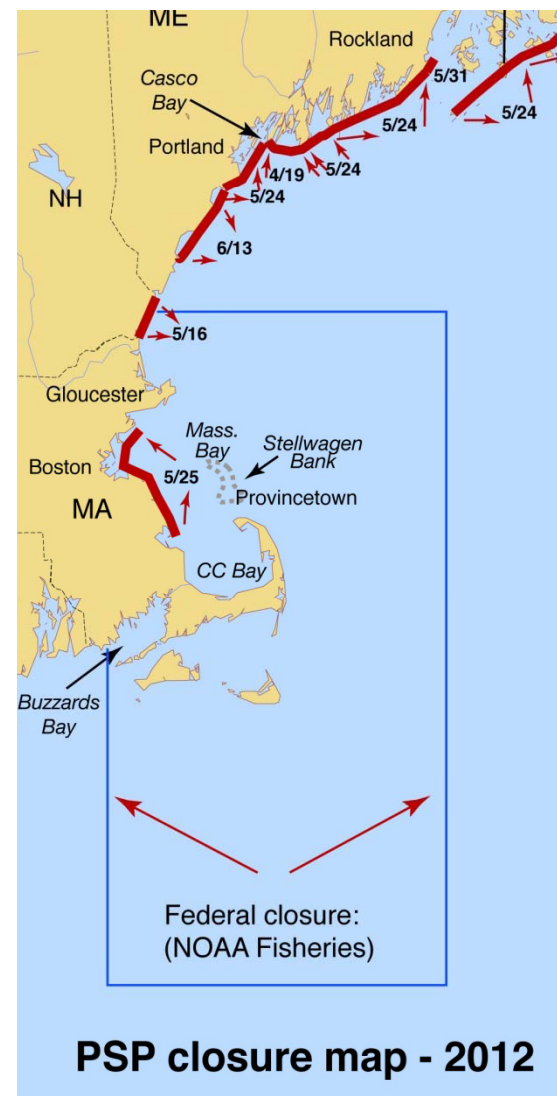 ME
Rockland
Casco
Bay
5/31
Portland
5/24
5/24
4/19
5/24
5/24
NH
6/13
5/16
Gloucester
Mass.
Bay
Stellwagen
Bank
Boston
5/25
Provincetown
MA
CC Bay
Buzzards
Bay
Federal closure:
(NOAA Fisheries)
PSP closure map - 2012